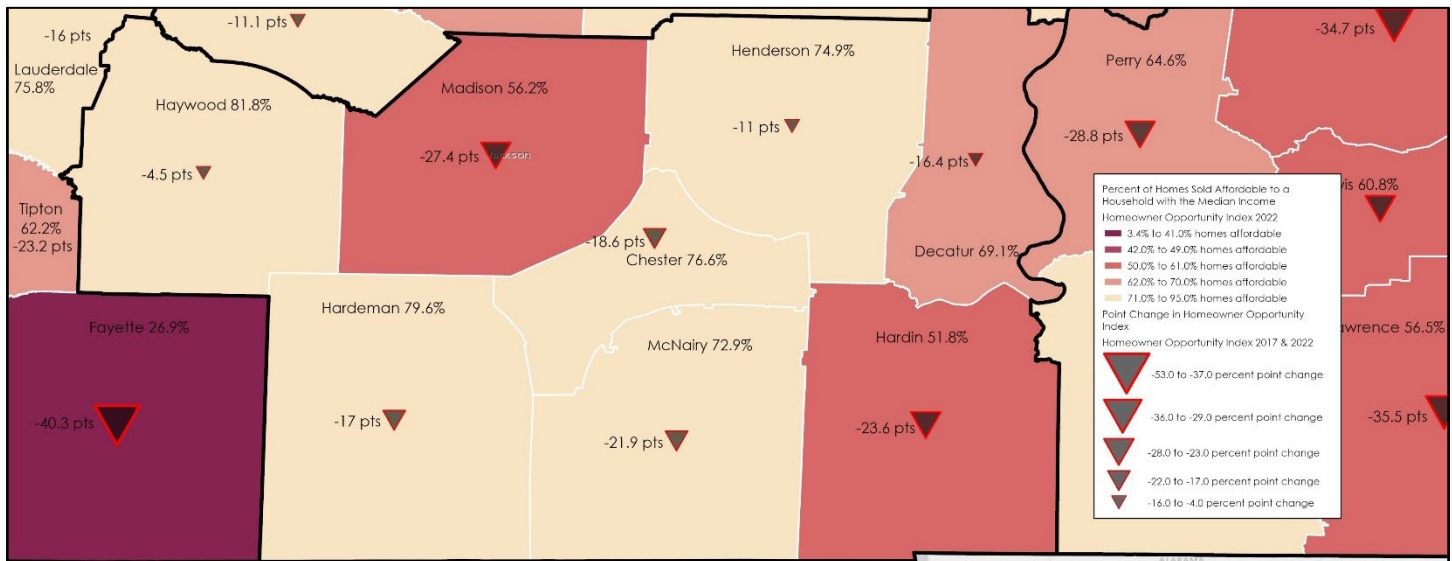 -11.1 pts
-16 pts
Lauderdale
75.8%
Haywood 81.8%
-4.5 pts
Tipton
62.2%
-23.2 pts
Madison 56.2%
-27.4 pts
Jackson
Henderson 74.9%
-11 pts
-16.4 pts
Decatur 69.1%
Perry 64.6%
-28.8 pts
-34.7 pts
vis 60.8%
-18.6 pts
Chester 76.6%
Fayette 26.9%
-40.3 pts
Hardeman 79.6%
-17 pts
McNairy 72.9%
-21.9 pts
Hardin 51.8%
-23.6 pts
awrence 56.5%
-35.5 pts
Percent of Homes Sold Affordable to a
Household with the Median Income
Homeowner Opportunity Index 2022
3.4% to 41.0% homes affordable
42.0% to 49.0% homes affordable
50.0% to 61.0% homes affordable
62.0% to 70.0% homes affordable
71.0% to 95.0% homes affordable
Point Change in Homeowner Opportunity
Index
Homeowner Opportunity Index 2017 & 2022
-53.0 to -37.0 percent point change
-36.0 to -29.0 percent point change
-28.0 to -23.0 percent point change
-22.0 to -17.0 percent point change
-16.0 to -4.0 percent point change